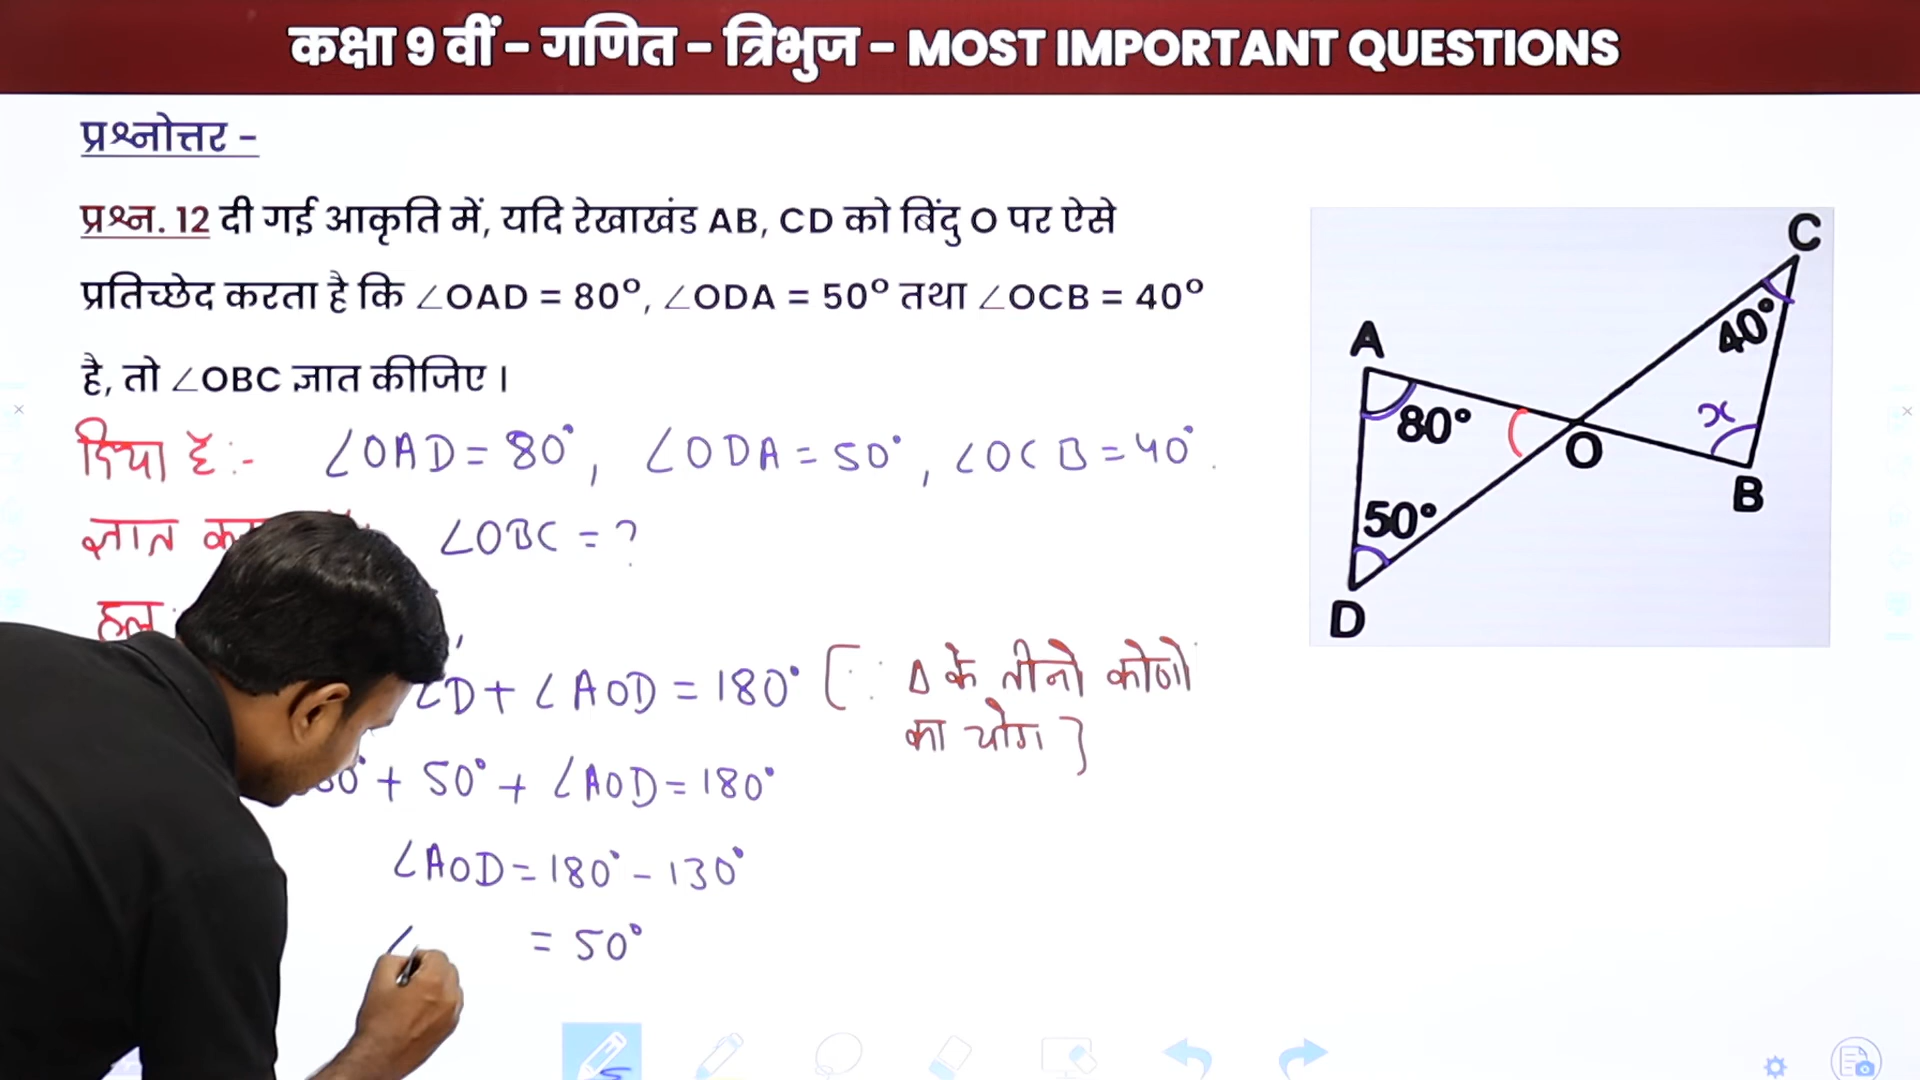 कक्षा 9 वीं – गणित – त्रिभुज – MOST IMPORTANT QUESTIONS
प्रश्नोत्तर –
प्रश्न. 12 दी गई आकृति में, यदि रेखाखंड AB, CD को बिंदु O पर ऐसे
प्रतिच्छेद करता है कि ∠OAD = 80°, ∠ODA = 50° तथा ∠OCB = 40°
है, तो ∠OBC ज्ञात कीजिए ।
दिया है :- ∠OAD = 80°, ∠ODA = 50°, ∠OCB = 40°.
ज्ञात ∠OBC = ?
हल
∠D + ∠AOD = 180° [∵ Δ के तीनो कोणो
का योग ]
+ 50° + ∠AOD = 180°
∠AOD = 180° - 130°
∠ = 50°
C
40°
A
80°
x
O
B
50°
D